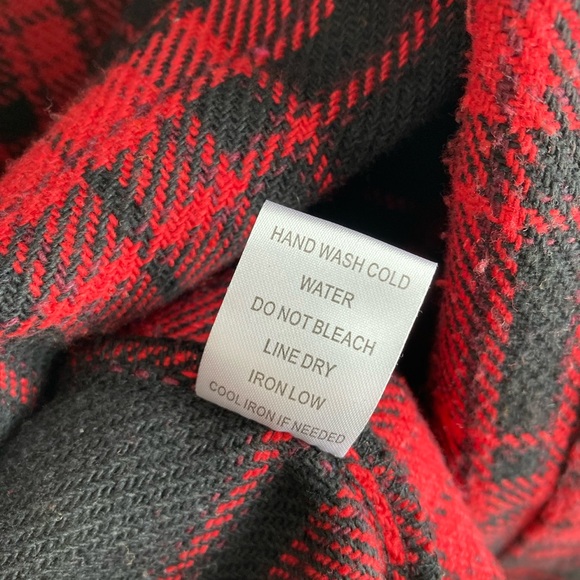 HAND WASH COLD
WATER
DO NOT BLEACH
LINE DRY
IRON LOW
COOL IRON IF NEEDED